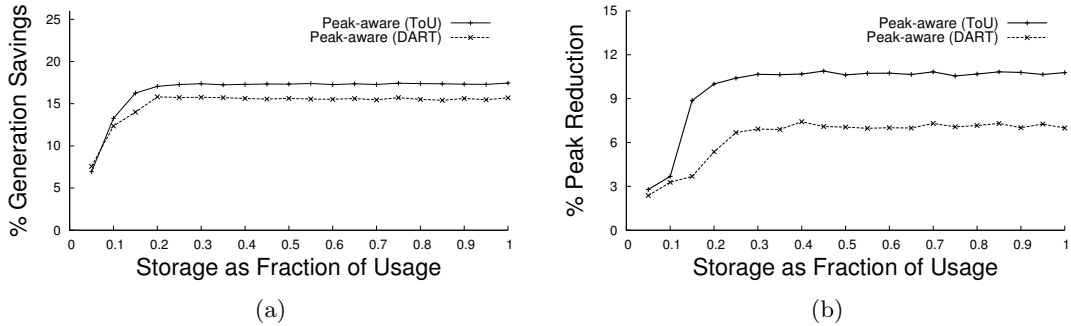 % Generation Savings
25%
20%
15%
10%
5%
0
Peak-aware (ToU)
Peak-aware (DART)
0 0.1 0.2 0.3 0.4 0.5 0.6 0.7 0.8 0.9 1
Storage as Fraction of Usage
(a)
% Peak Reduction
15%
12%
9%
6%
3%
0
Peak-aware (ToU)
Peak-aware (DART)
0 0.1 0.2 0.3 0.4 0.5 0.6 0.7 0.8 0.9 1
Storage as Fraction of Usage
(b)